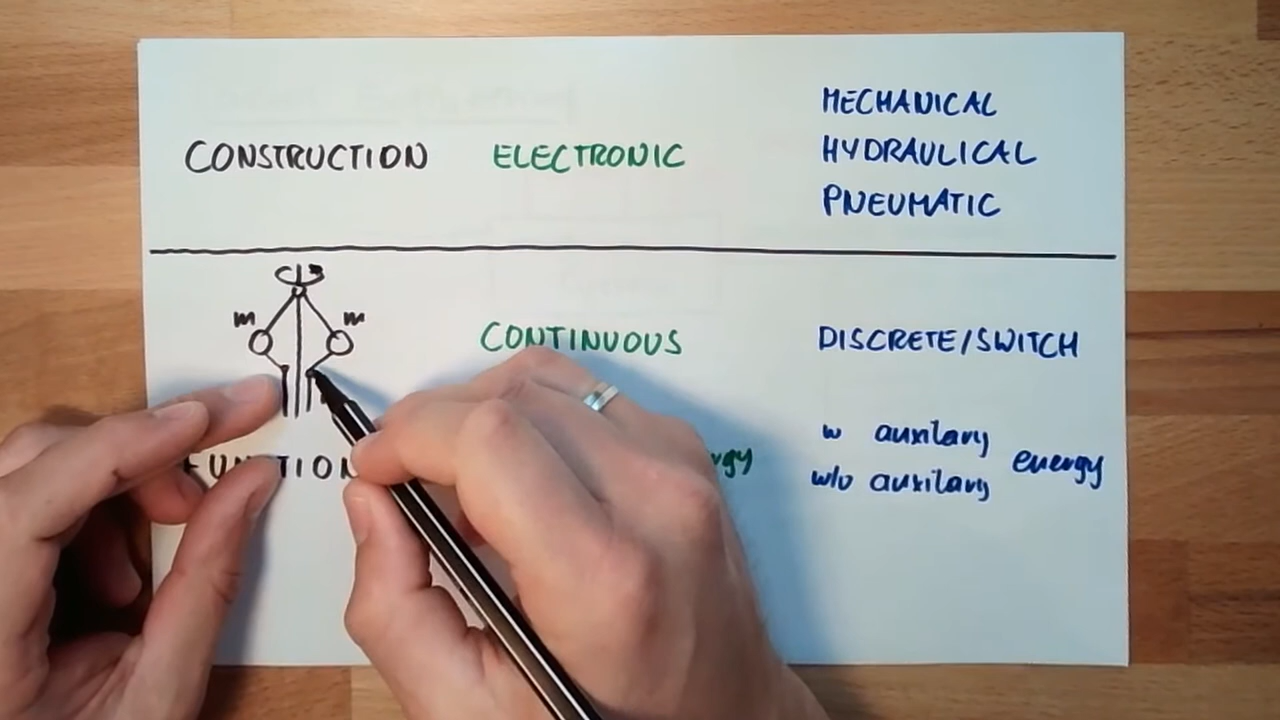 MECHANICAL
CONSTRUCTION ELECTRONIC HYDRAULICAL
PNEUMATIC
m m
CONTINUOUS DISCRETE/SWITCH
w auxilary
energy
w/o auxilary